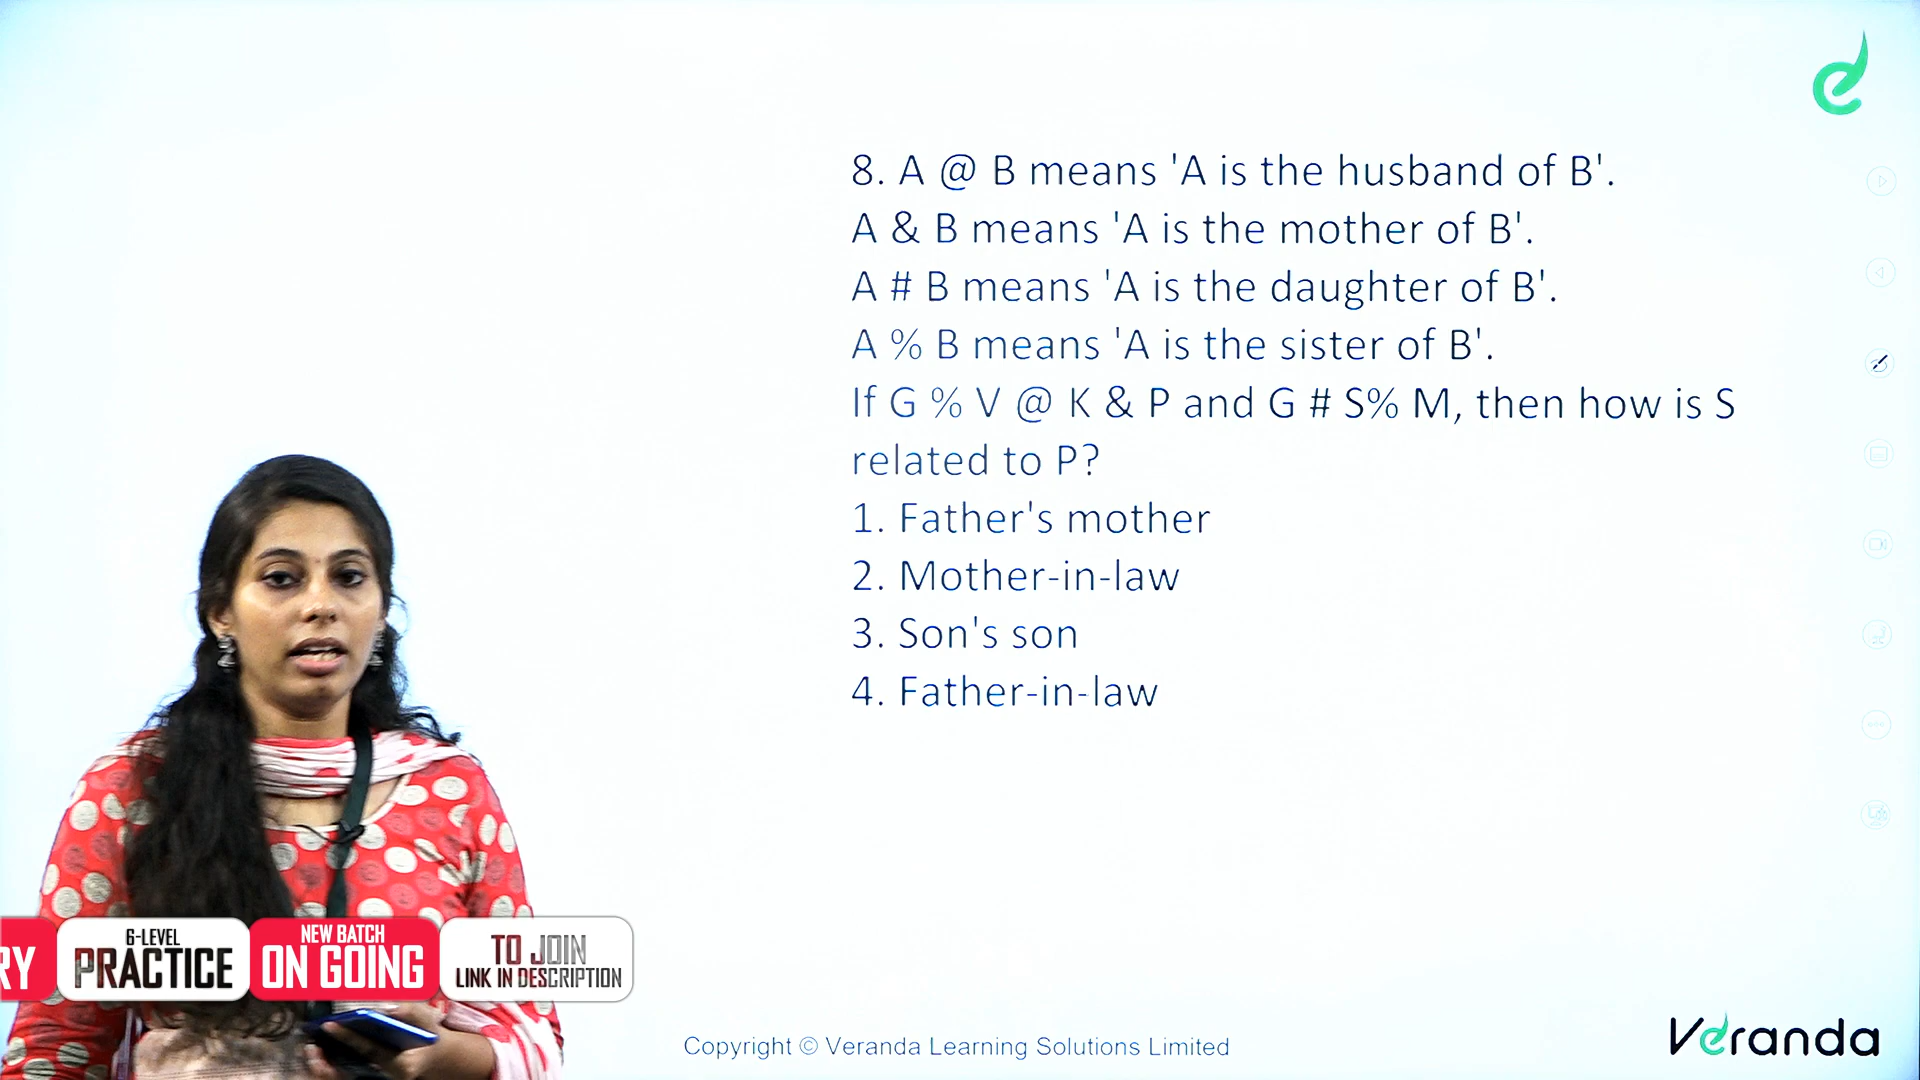 8. A @ B means 'A is the husband of B'.
A & B means 'A is the mother of B'.
A # B means 'A is the daughter of B'.
A % B means 'A is the sister of B'.
If G % V @ K & P and G # S% M, then how is S
related to P?
1. Father's mother
2. Mother-in-law
3. Son's son
4. Father-in-law
RY
6-LEVEL
PRACTICE
NEW BATCH
ON GOING
TO JOIN
LINK IN DESCRIPTION
Copyright © Veranda Learning Solutions Limited
Veranda